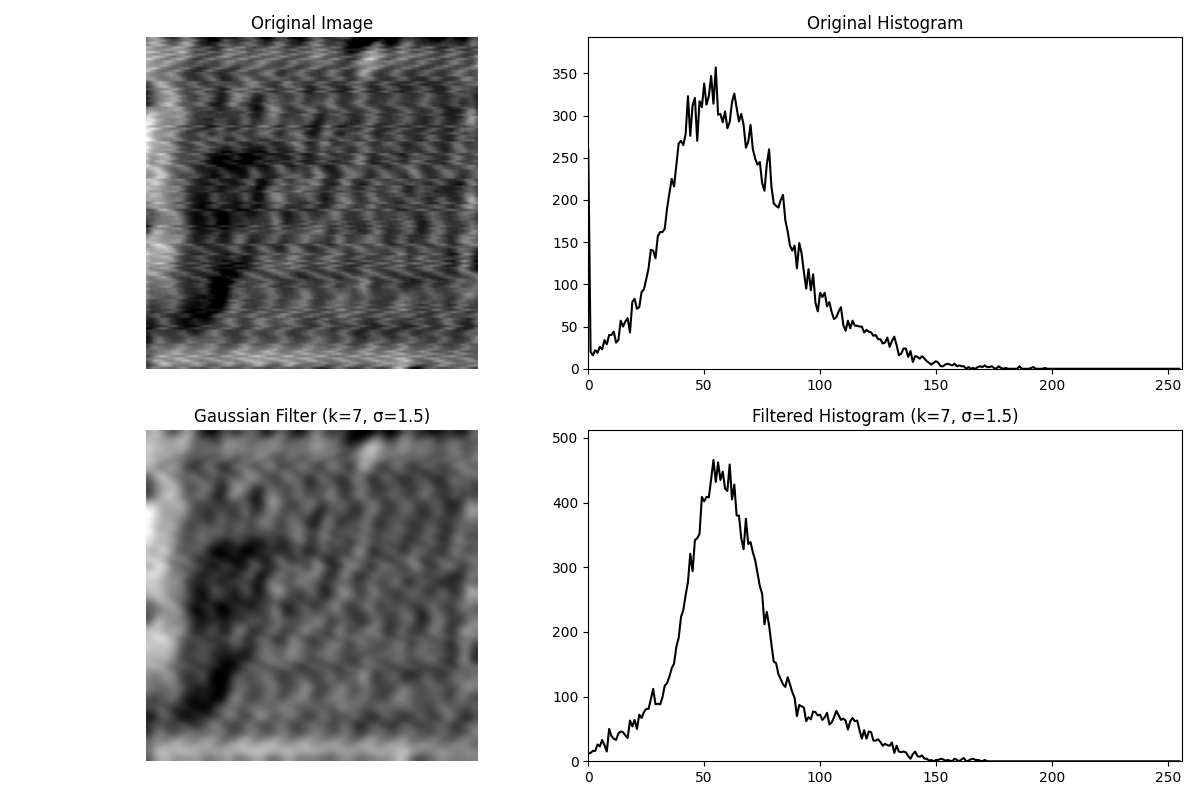 Original Image
Original Histogram
350
300
250
200
150
100
50
0
0 50 100 150 200 250
Gaussian Filter (k=7, σ=1.5)
Filtered Histogram (k=7, σ=1.5)
500
400
300
200
100
0
0 50 100 150 200 250